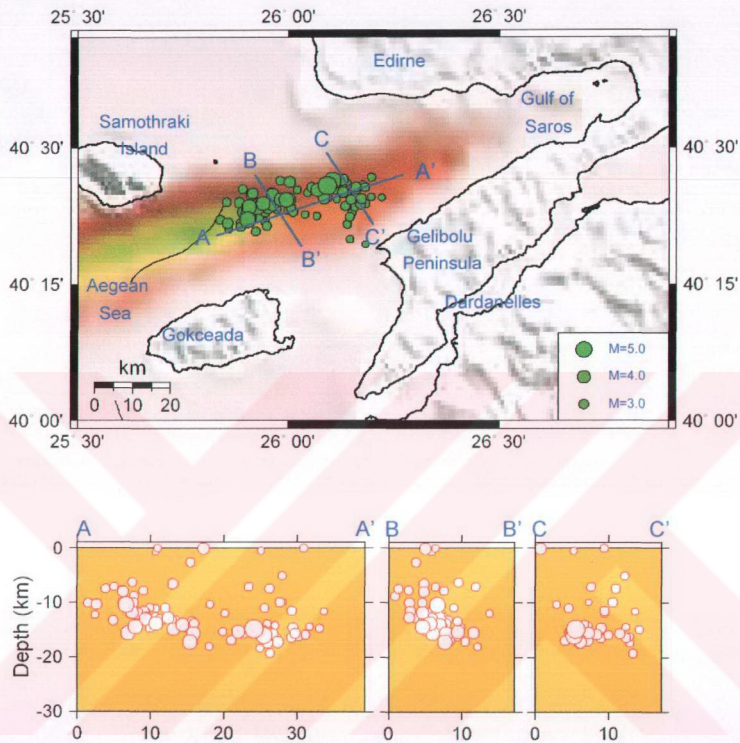 25˚ 30'
26˚ 00'
26˚ 30'
Edirne
Gulf of
Saros
Samothraki
Island
40˚ 30'
40˚ 30'
C
B
A'
A
C'
B'
Gelibolu
Peninsula
40˚ 15'
40˚ 15'
Aegean
Sea
Dardanelles
Gokceada
km
0 10 20
M=5.0
M=4.0
M=3.0
40˚ 00'
40˚ 00'
25˚ 30'
26˚ 00'
26˚ 30'
A A' B B' C C'
0
-10
-20
-30
Depth (km)
0 10 20 30
0 10
0 10